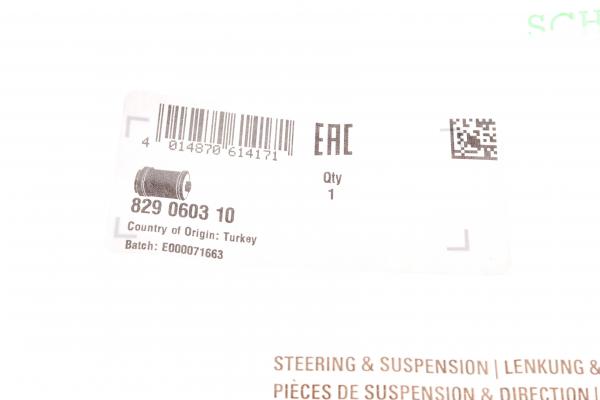 SCH
4 014870 614171
EAC
Qty
1
829 0603 10
Country of Origin: Turkey
Batch: E000071663
STEERING & SUSPENSION | LENKUNG &
PIÈCES DE SUSPENSION & DIRECTION |